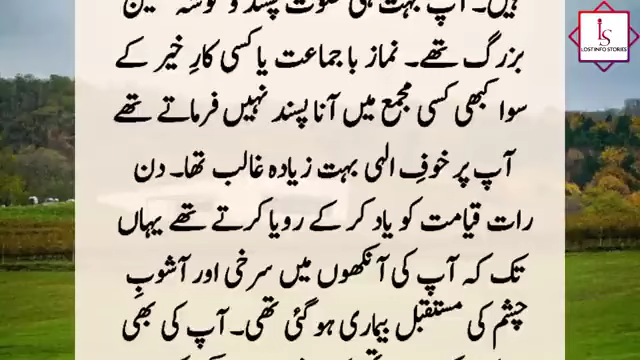 ہیں۔ آپ بہت ہی خلوت پسند و گوشہ نشین
بزرگ تھے۔ نماز باجماعت یا کسی کارِ خیر کے
سوا کبھی کسی مجمع میں آنا پسند نہیں فرماتے تھے
آپ پر خوفِ الٰہی بہت زیادہ غالب تھا۔ دن
رات قیامت کو یاد کر کے رویا کرتے تھے یہاں
تک کہ آپ کی آنکھوں میں سرخی اور آشوبِ
چشم کی مستقبل بیماری ہو گئی تھی۔ آپ کی بھی
LS
LOST INFO STORIES